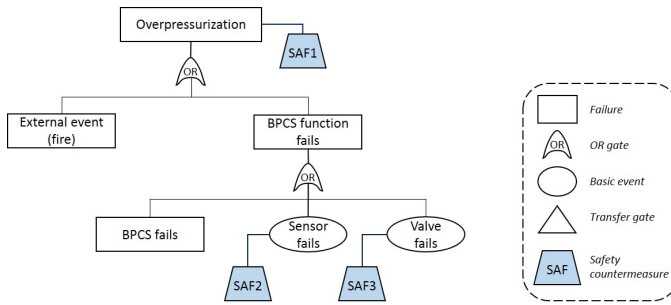 Overpressurization
SAF1
OR
External event
(fire)
BPCS function
fails
OR
BPCS fails
Sensor
fails
Valve
fails
SAF2
SAF3
Failure
OR
OR gate
Basic event
Transfer gate
SAF
Safety
countermeasure